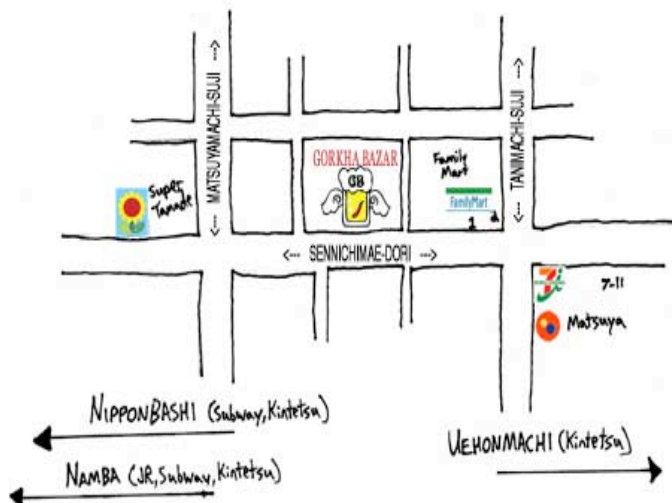 MATSUYAMACHI-SUJI
TANIMACHI-SUJI
Super
Tamade
GORKHA BAZAR
GB
Family
Mart
FamilyMart
1 2
<--- SENNICHIMAE-DORI --->
7-11
Matsuya
NIPPONBASHI (Subway, Kintetsu)
UEHONMACHI (Kintetsu)
NAMBA (JR, Subway, Kintetsu)